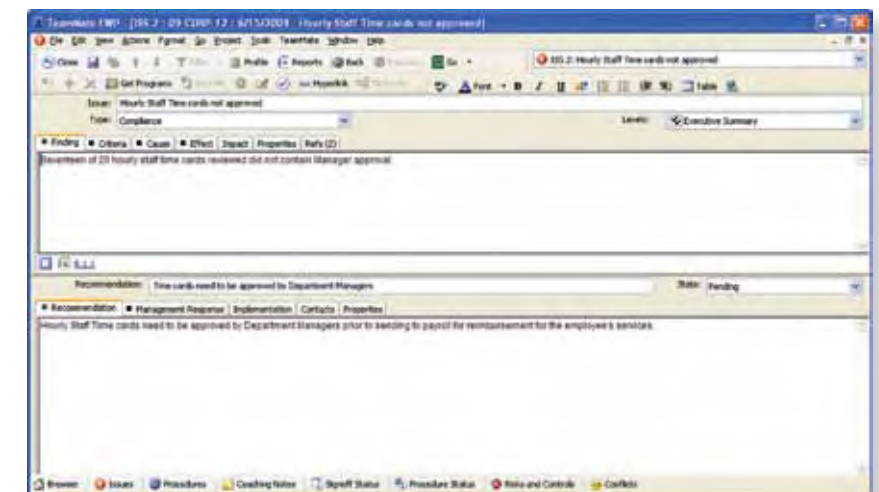 TeamMate EWP - [ISS.2 : 09-CORP-12 : 6/15/2009 : Hourly Staff Time cards not approved]
File Edit View Actions Format Go Project Tools TeamMate Window Help
Close Profile Reports Back Go ISS.2: Hourly Staff Time cards not approved
Get Programs Hyperlink Font B I U Table
Issue: Hourly Staff Time cards not approved
Type: Compliance Levels: Executive Summary
Finding Criteria Cause Effect Impact Properties Refs (2)
Seventeen of 20 hourly staff time cards reviewed did not contain Manager approval.
Recommendation: Time cards need to be approved by Department Managers State: Pending
Recommendation Management Response Implementation Contacts Properties
Hourly Staff Time cards need to be approved by Department Managers prior to sending to payroll for reimbursement for the employee's services.
Browser Issues Procedures Coaching Notes Signoff Status Procedure Status Risks and Controls Conflicts